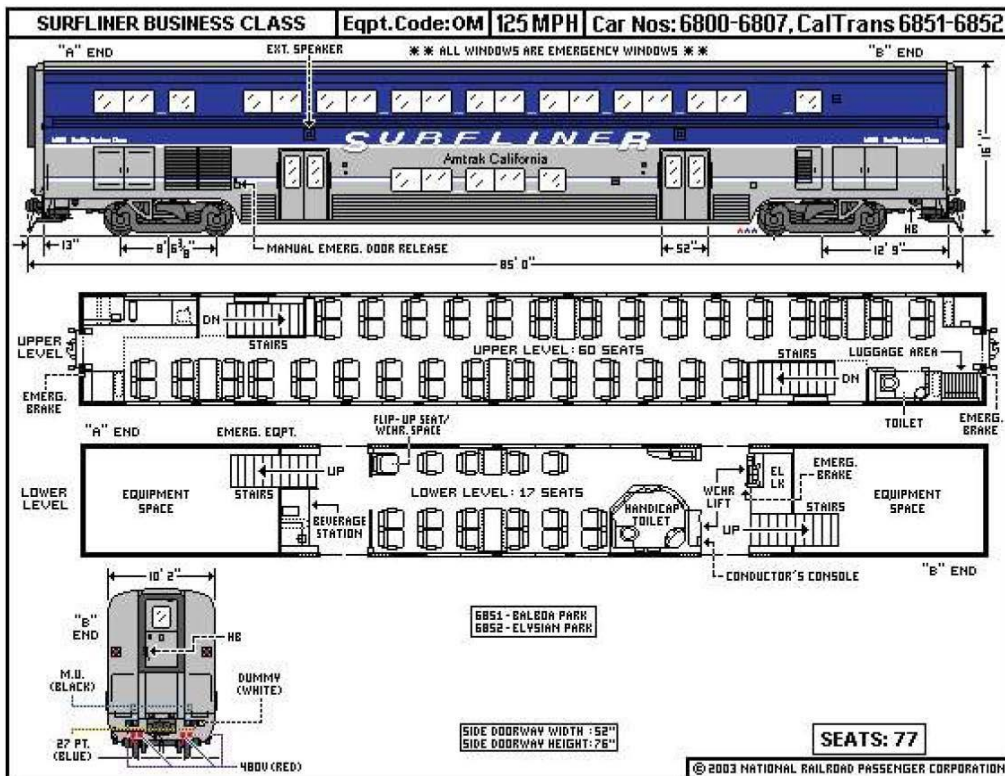 SURFLINER BUSINESS CLASS
Eqpt.Code:OM
125 MPH
Car Nos: 6800-6807, CalTrans 6851-6852
"A" END
EXT. SPEAKER
** ALL WINDOWS ARE EMERGENCY WINDOWS **
"B" END
SURFLINER
Amtrak California
16' 1"
13"
8' 6 3/8"
MANUAL EMERG. DOOR RELEASE
52"
12' 9"
HB
85' 0"
UPPER LEVEL
DN
STAIRS
UPPER LEVEL: 60 SEATS
STAIRS
LUGGAGE AREA
DN
EMERG. BRAKE
TOILET
EMERG. BRAKE
"A" END
EMERG. EQPT.
FLIP-UP SEAT/
WCHR. SPACE
LOWER LEVEL
EQUIPMENT SPACE
UP
STAIRS
BEVERAGE STATION
LOWER LEVEL: 17 SEATS
HANDICAP TOILET
WCHR LIFT
EL LK
EMERG. BRAKE
UP
STAIRS
EQUIPMENT SPACE
CONDUCTOR'S CONSOLE
"B" END
10' 2"
"B" END
HB
M.U. (BLACK)
DUMMY (WHITE)
27 PT. (BLUE)
480V (RED)
6851 - BALBOA PARK
6852 - ELYSIAN PARK
SIDE DOORWAY WIDTH : 52"
SIDE DOORWAY HEIGHT: 76"
SEATS: 77
© 2003 NATIONAL RAILROAD PASSENGER CORPORATION